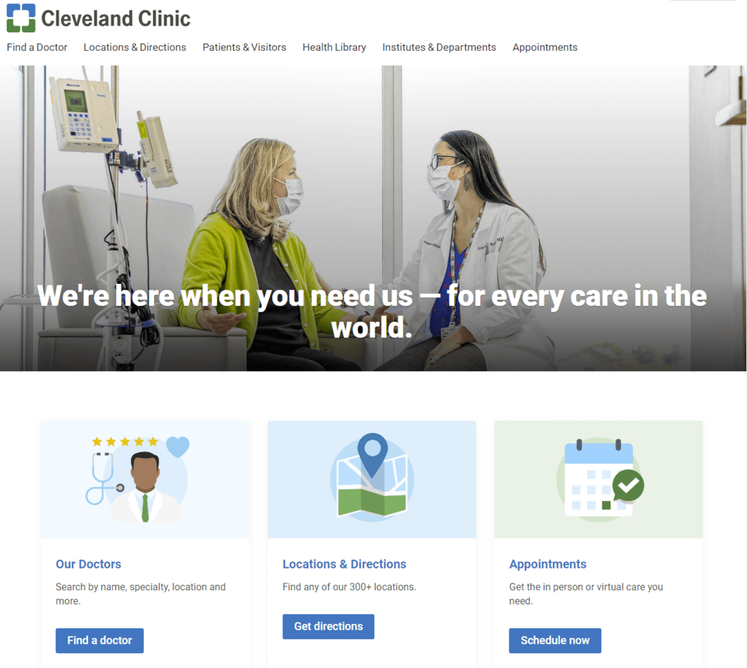 Cleveland Clinic
Find a Doctor Locations & Directions Patients & Visitors Health Library Institutes & Departments Appointments
We're here when you need us — for every care in the
world.
Our Doctors
Search by name, specialty, location and
more.
Find a doctor
Locations & Directions
Find any of our 300+ locations.
Get directions
Appointments
Get the in person or virtual care you
need.
Schedule now